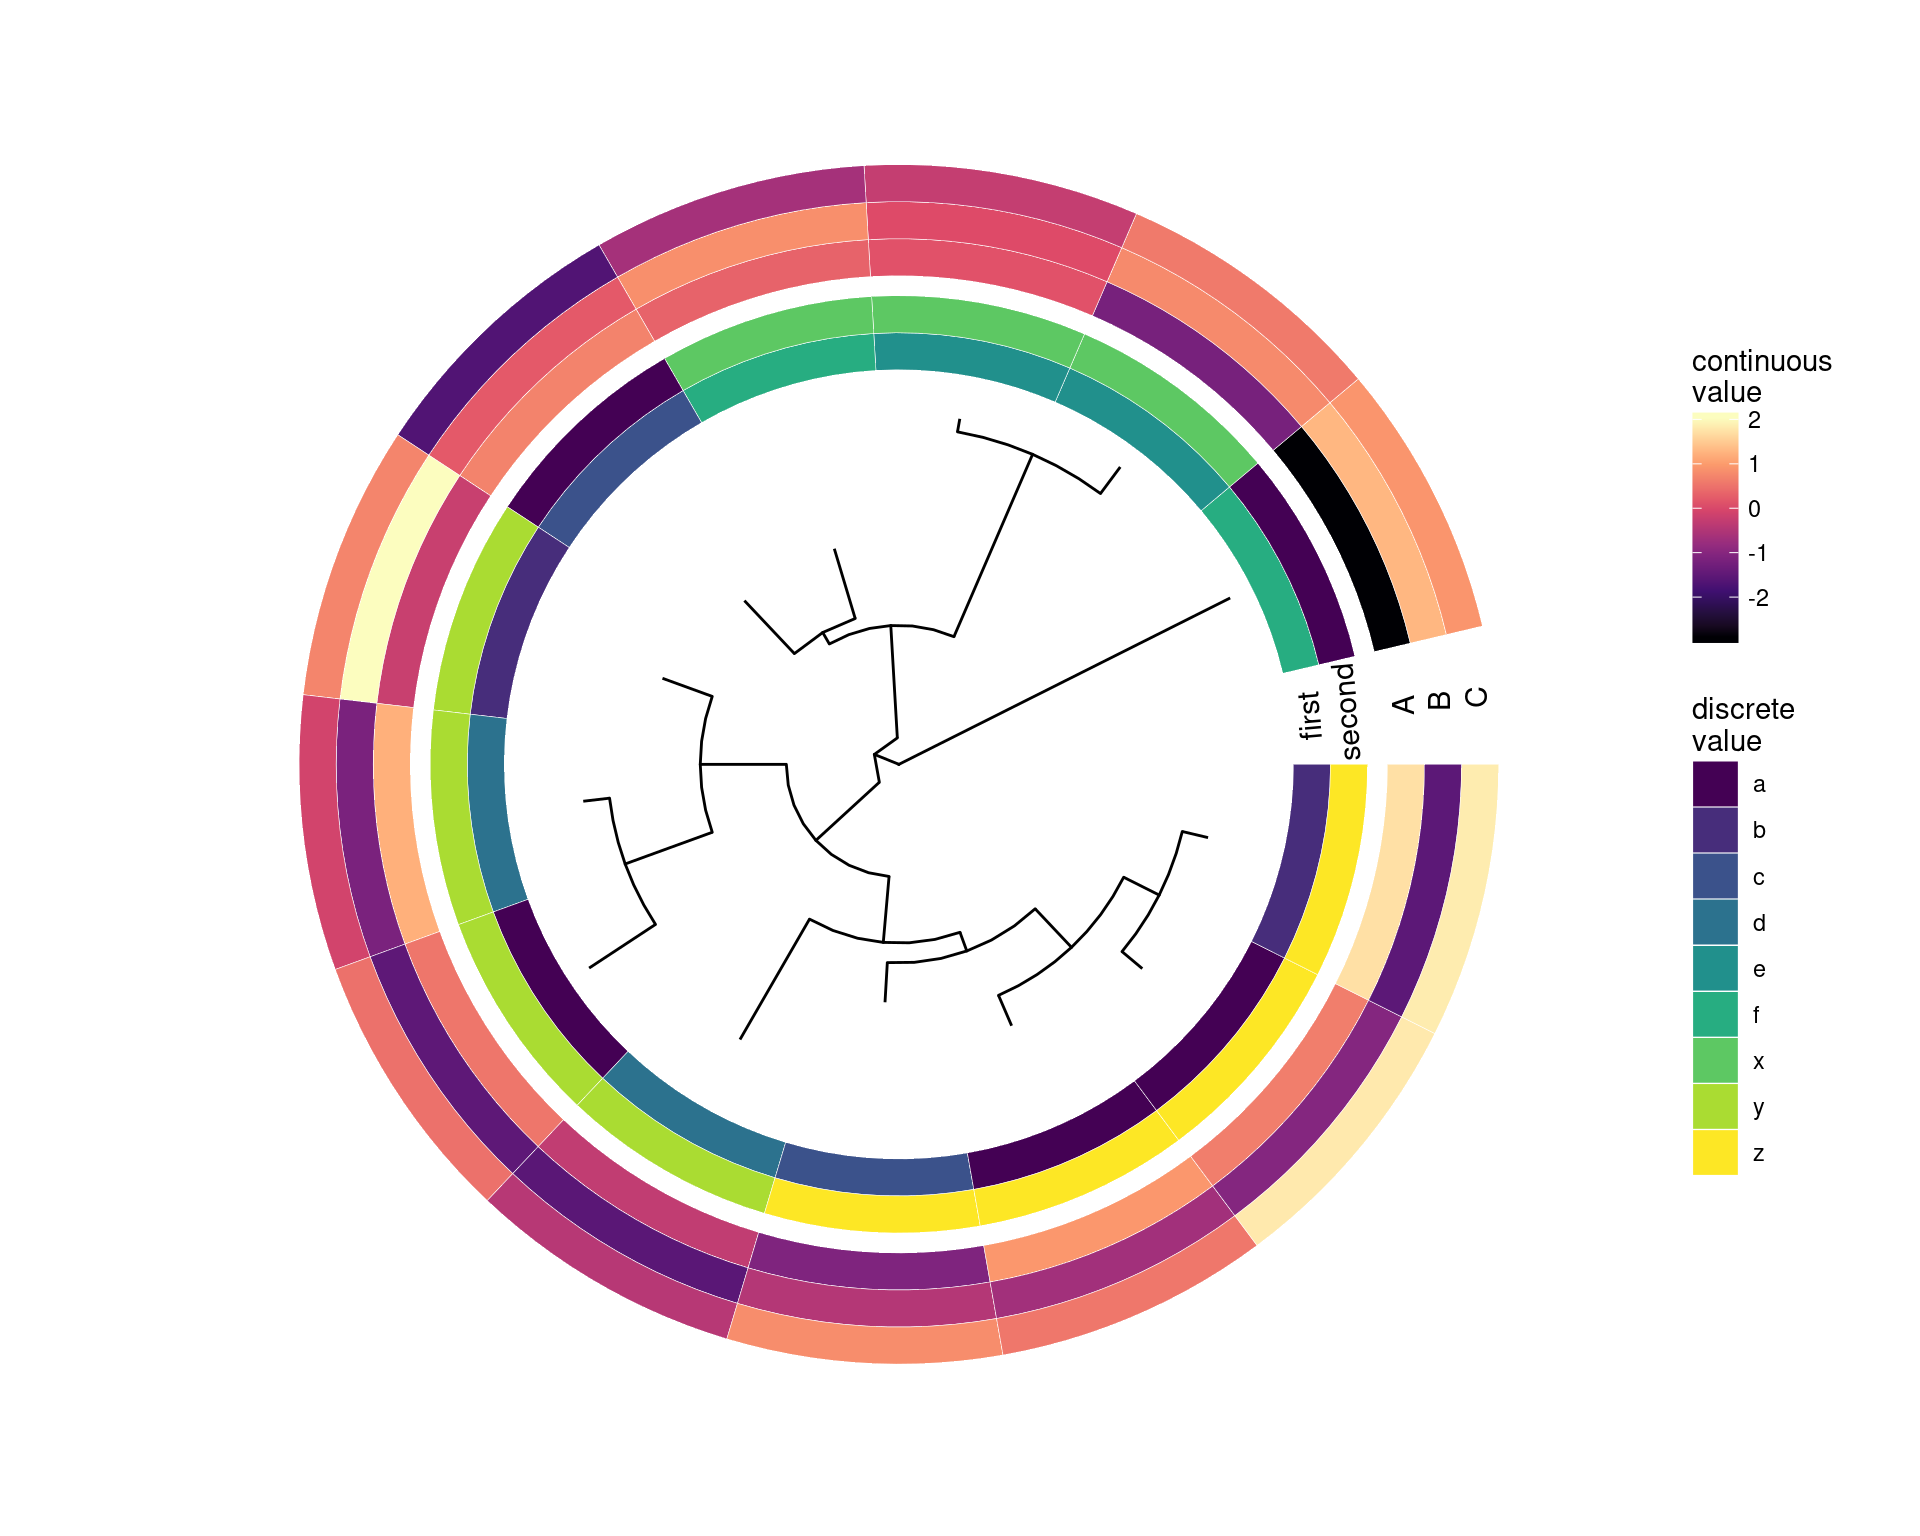 first
second
A
B
C
continuous
value
2
1
0
-1
-2
discrete
value
a
b
c
d
e
f
x
y
z